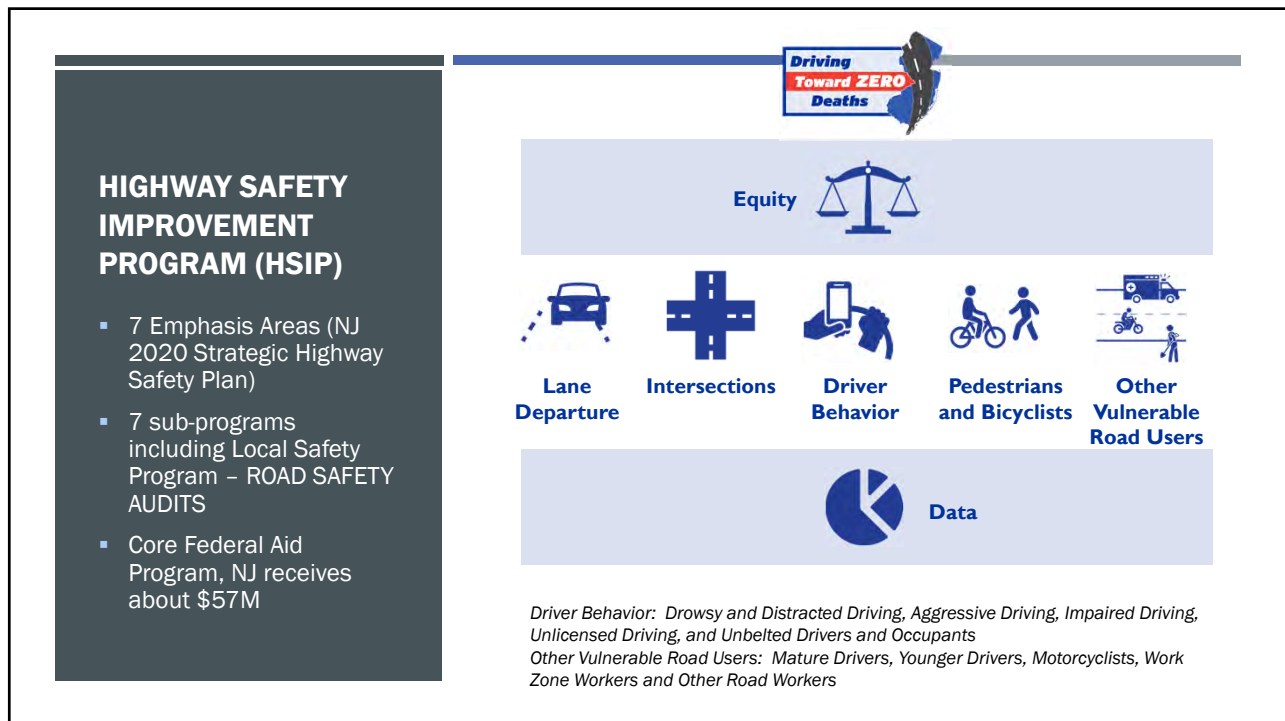 Driving
Toward ZERO
Deaths
HIGHWAY SAFETY
IMPROVEMENT
PROGRAM (HSIP)
▪ 7 Emphasis Areas (NJ
2020 Strategic Highway
Safety Plan)
▪ 7 sub-programs
including Local Safety
Program – ROAD SAFETY
AUDITS
▪ Core Federal Aid
Program, NJ receives
about $57M
Equity
Lane
Departure
Intersections
Driver
Behavior
Pedestrians
and Bicyclists
Other
Vulnerable
Road Users
Data
Driver Behavior: Drowsy and Distracted Driving, Aggressive Driving, Impaired Driving,
Unlicensed Driving, and Unbelted Drivers and Occupants
Other Vulnerable Road Users: Mature Drivers, Younger Drivers, Motorcyclists, Work
Zone Workers and Other Road Workers